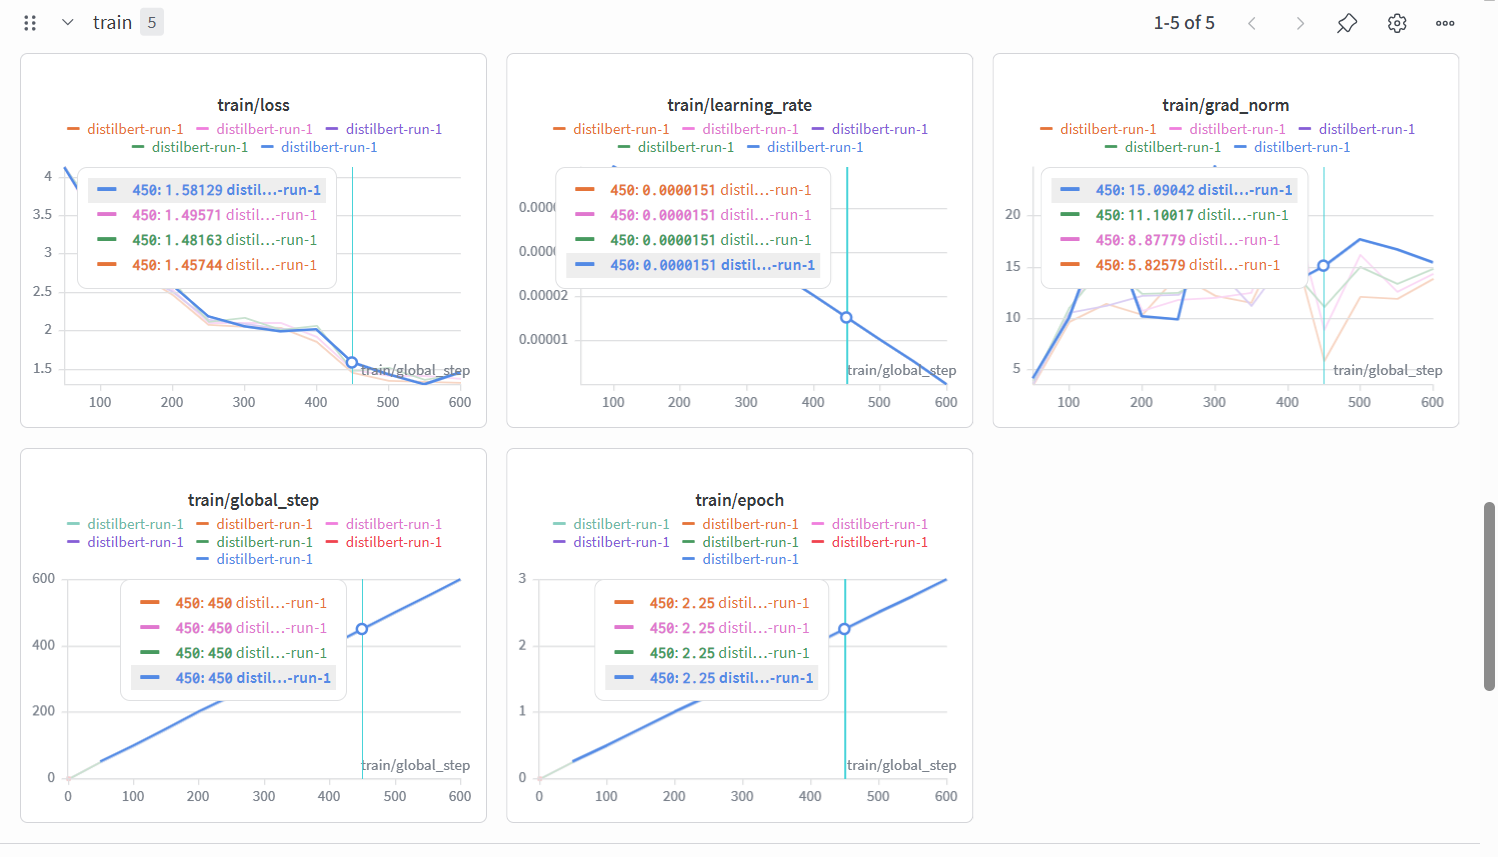 train 5
1-5 of 5
train/loss
distilbert-run-1 distilbert-run-1 distilbert-run-1
distilbert-run-1 distilbert-run-1
4
3.5
3
2.5
2
1.5
450: 1.58129 distil...-run-1
450: 1.49571 distil...-run-1
450: 1.48163 distil...-run-1
450: 1.45744 distil...-run-1
train/global_step
100 200 300 400 500 600
train/learning_rate
distilbert-run-1 distilbert-run-1 distilbert-run-1
distilbert-run-1 distilbert-run-1
450: 0.0000151 distil...-run-1
450: 0.0000151 distil...-run-1
450: 0.0000151 distil...-run-1
450: 0.0000151 distil...-run-1
0.000
0.000
0.00002
0.00001
train/global_step
100 200 300 400 500 600
train/grad_norm
distilbert-run-1 distilbert-run-1 distilbert-run-1
distilbert-run-1 distilbert-run-1
20
15
10
5
450: 15.09042 distil...-run-1
450: 11.10017 distil...-run-1
450: 8.87779 distil...-run-1
450: 5.82579 distil...-run-1
train/global_step
100 200 300 400 500 600
train/global_step
distilbert-run-1 distilbert-run-1 distilbert-run-1
distilbert-run-1 distilbert-run-1 distilbert-run-1
distilbert-run-1
600
400
200
0
450: 450 distil...-run-1
450: 450 distil...-run-1
450: 450 distil...-run-1
450: 450 distil...-run-1
train/global_step
0 100 200 300 400 500 600
train/epoch
distilbert-run-1 distilbert-run-1 distilbert-run-1
distilbert-run-1 distilbert-run-1 distilbert-run-1
distilbert-run-1
3
2
1
0
450: 2.25 distil...-run-1
450: 2.25 distil...-run-1
450: 2.25 distil...-run-1
450: 2.25 distil...-run-1
train/global_step
0 100 200 300 400 500 600